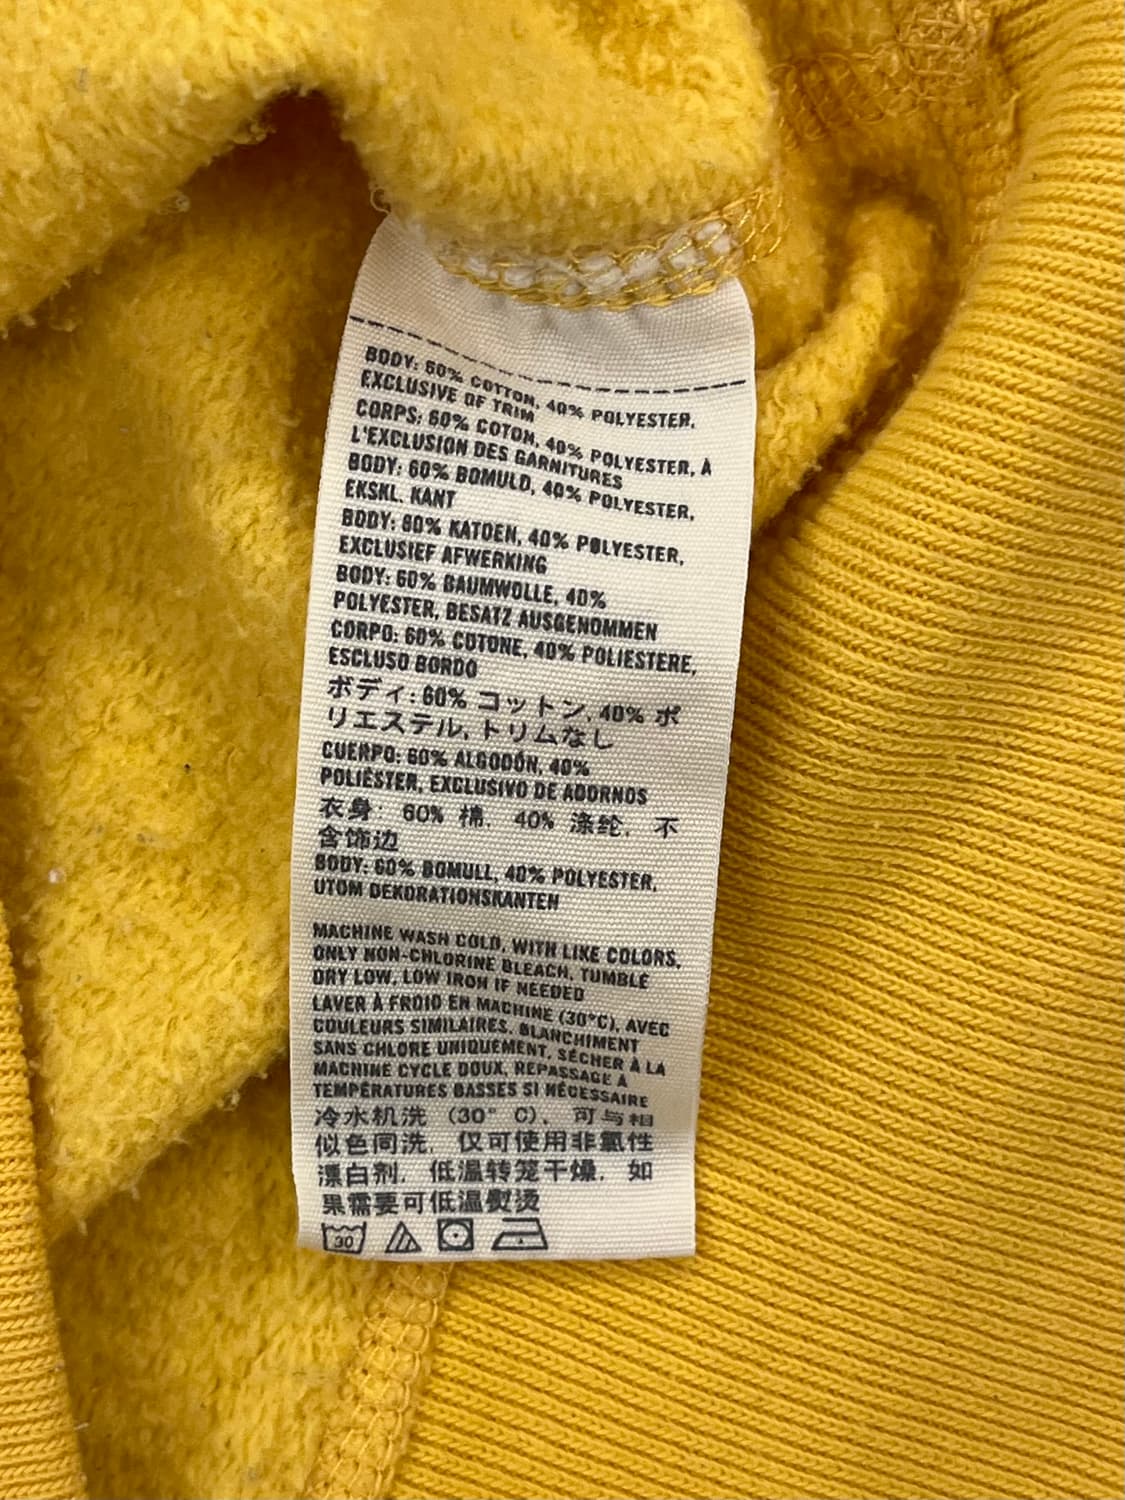 BODY: 60% COTTON, 40% POLYESTER,
EXCLUSIVE OF TRIM
CORPS: 60% COTON, 40% POLYESTER, À
L'EXCLUSION DES GARNITURES
BODY: 60% BOMULD, 40% POLYESTER,
EKSKL. KANT
BODY: 60% KATOEN, 40% POLYESTER,
EXCLUSIEF AFWERKING
BODY: 60% BAUMWOLLE, 40%
POLYESTER, BESATZ AUSGENOMMEN
CORPO: 60% COTONE, 40% POLIESTERE,
ESCLUSO BORDO
ボディ: 60% コットン, 40% ポ
リエステル, トリムなし
CUERPO: 60% ALGODÓN, 40%
POLIÉSTER, EXCLUSIVO DE ADORNOS
衣身: 60% 棉, 40% 涤纶, 不
含饰边
BODY: 60% BOMULL, 40% POLYESTER,
UTOM DEKORATIONSKANTEN
MACHINE WASH COLD, WITH LIKE COLORS,
ONLY NON-CHLORINE BLEACH, TUMBLE
DRY LOW, LOW IRON IF NEEDED
LAVER À FROID EN MACHINE (30°C), AVEC
COULEURS SIMILAIRES, BLANCHIMENT
SANS CHLORE UNIQUEMENT, SÉCHER À LA
MACHINE CYCLE DOUX, REPASSAGE À
TEMPÉRATURES BASSES SI NÉCESSAIRE
冷水机洗 (30° C), 可与相
似色同洗, 仅可使用非氯性
漂白剂, 低温转笼干燥, 如
果需要可低温熨烫
30